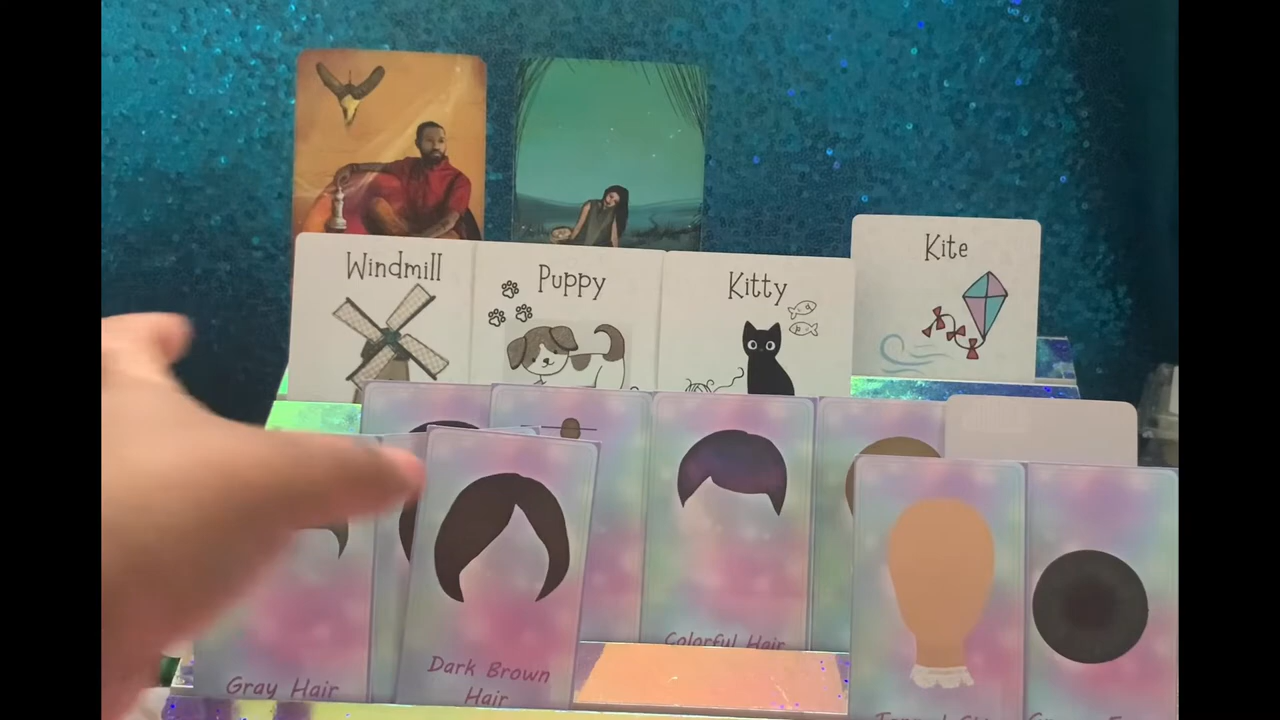 Windmill
Puppy
Kitty
Kite
Colorful Hair
Gray Hair
Dark Brown
Hair